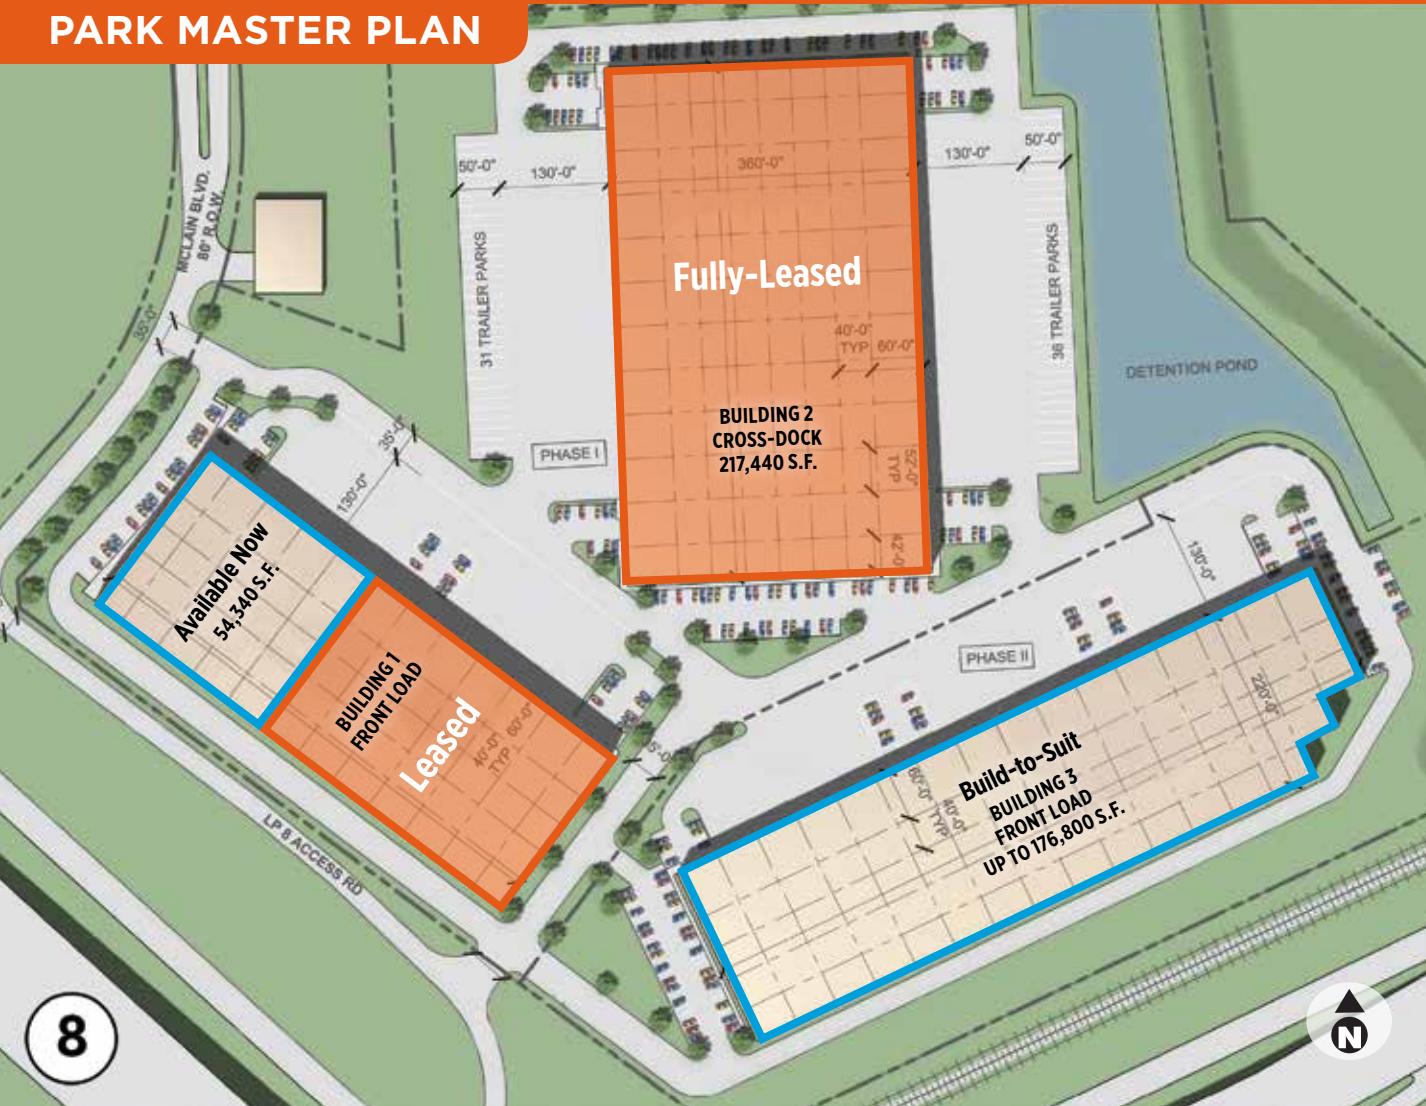 PARK MASTER PLAN
MCLAIN BLVD.
80' R.O.W.
35'-0"
50'-0"
130'-0"
360'-0"
130'-0"
50'-0"
31 TRAILER PARKS
Fully-Leased
40'-0"
TYP
60'-0"
BUILDING 2
CROSS-DOCK
217,440 S.F.
52'-0"
TYP
42'-0
36 TRAILER PARKS
DETENTION POND
PHASE I
35'-0"
130'-0"
Available Now
54,340 S.F.
BUILDING 1
FRONT LOAD
Leased
40'-0"
TYP
60'-0"
PHASE II
130'-0"
220'-0"
60'-0"
40'-0"
TYP
Build-to-Suit
BUILDING 3
FRONT LOAD
UP TO 176,800 S.F.
LP 8 ACCESS RD
8
N